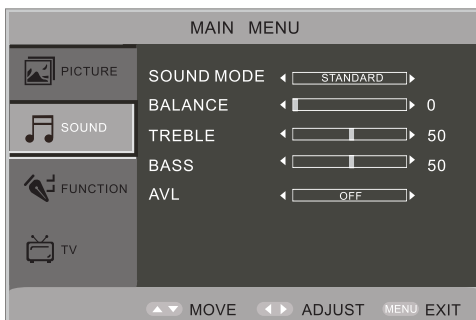 MAIN MENU
PICTURE
SOUND
FUNCTION
TV
SOUND MODE STANDARD
BALANCE 0
TREBLE 50
BASS 50
AVL OFF
MOVE ADJUST MENU EXIT